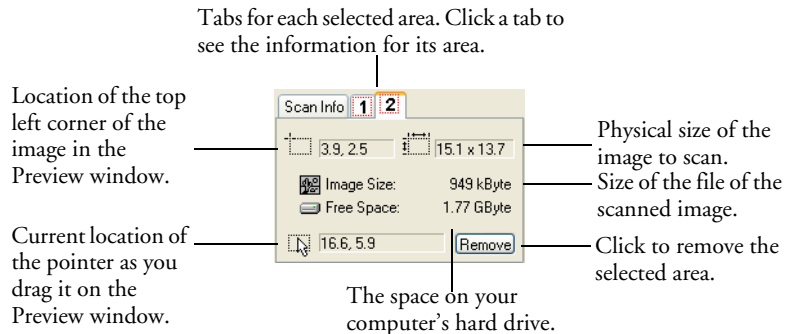 Tabs for each selected area. Click a tab to
see the information for its area.
Location of the top
left corner of the
image in the
Preview window.
Scan Info 1 2
3.9, 2.5 15.1 x 13.7
Image Size: 949 kByte
Free Space: 1.77 GByte
16.6, 5.9 Remove
Physical size of the
image to scan.
Size of the file of the
scanned image.
Current location of
the pointer as you
drag it on the
Preview window.
Click to remove the
selected area.
The space on your
computer's hard drive.